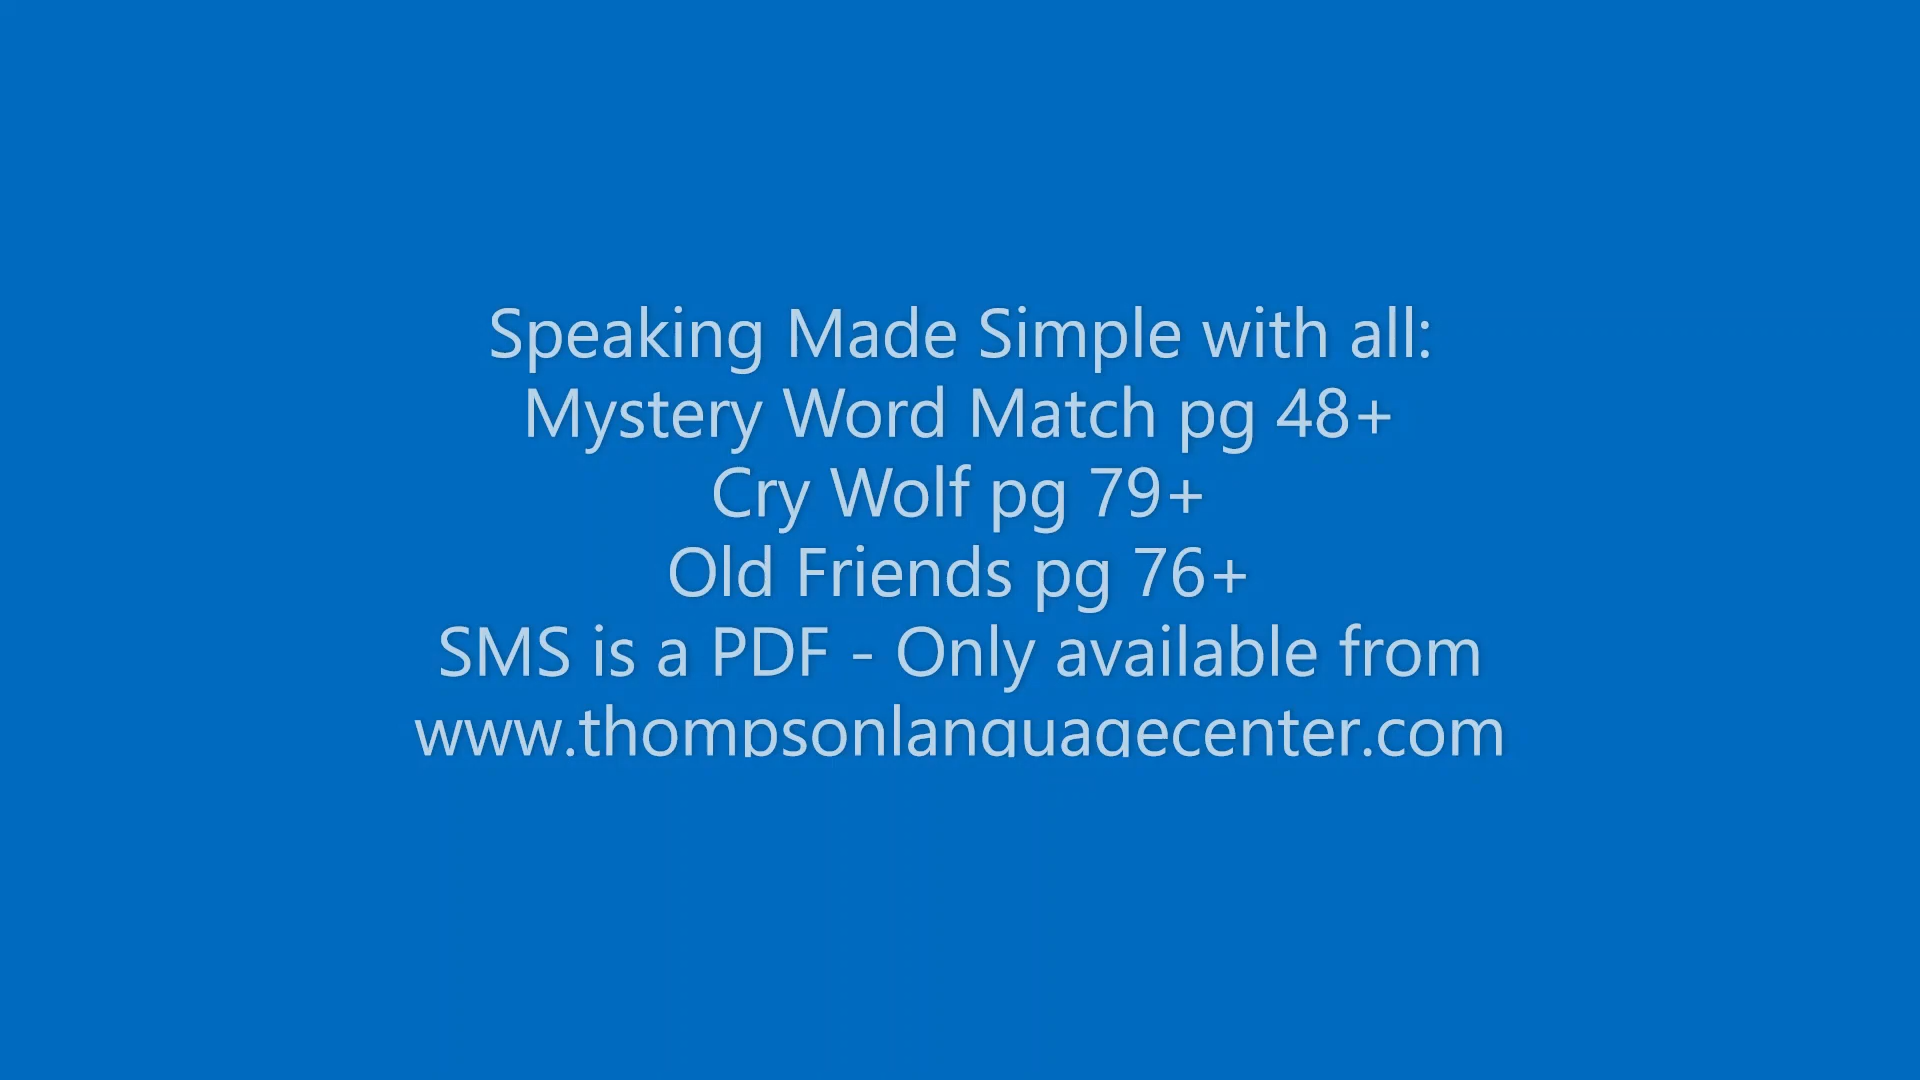 Speaking Made Simple with all:
Mystery Word Match pg 48+
Cry Wolf pg 79+
Old Friends pg 76+
SMS is a PDF - Only available from
www.thompsonlanguagecenter.com